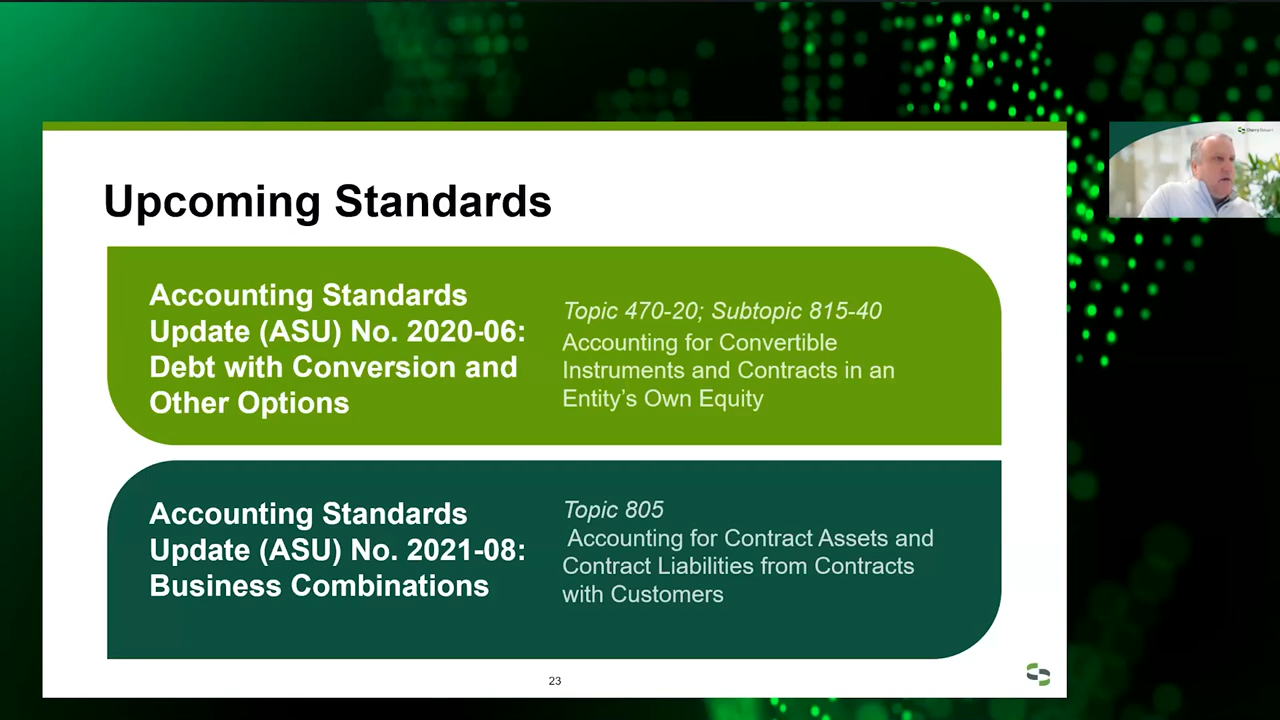 Upcoming Standards
Accounting Standards
Update (ASU) No. 2020-06:
Debt with Conversion and
Other Options
Topic 470-20; Subtopic 815-40
Accounting for Convertible
Instruments and Contracts in an
Entity's Own Equity
Accounting Standards
Update (ASU) No. 2021-08:
Business Combinations
Topic 805
Accounting for Contract Assets and
Contract Liabilities from Contracts
with Customers
23